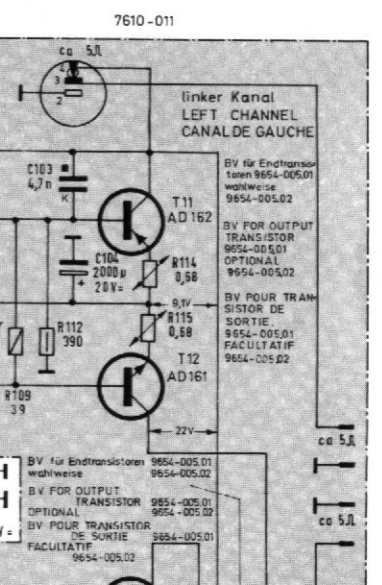 7610-011
ca 5Ω
4
3
2
linker Kanal
LEFT CHANNEL
CANAL DE GAUCHE
C103
4,7n
K
BV für Endtransis-
toren 9654-005.01
wahlweise
9654-005.02
T11
AD 162
BV FOR OUTPUT
TRANSISTOR
9654-005.01
OPTIONAL
9654-005.02
C104
2000µ
20V=
+
R114
0,68
9,1V
BV POUR TRAN-
SISTOR DE
SORTIE.
9654-005.01
FACULTATIF
9654-005.02
R115
0,68
R112
390
T12
AD161
R109
39
22V
ca 5Ω
H
BV für Endtransistoren 9654-005.01
wahlweise 9654-005.02
H
BV FOR OUTPUT
TRANSISTOR 9654-005.01
OPTIONAL 9654-005.02
ca 5Ω
V=
BV POUR TRANSISTOR
DE SORTIE 9654-005.01
FACULTATIF
9654-005.02